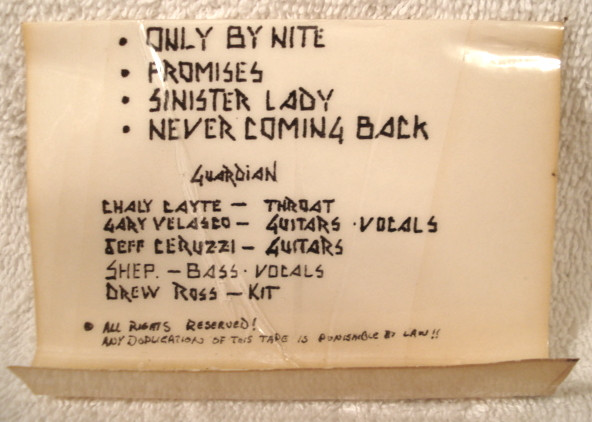 • ONLY BY NITE
• PROMISES
• SINISTER LADY
• NEVER COMING BACK
GUARDIAN
CHALY CAYTE — THROAT
GARY VELASCO — GUITARS · VOCALS
JEFF CERUZZI — GUITARS
SHEP. — BASS · VOCALS
DREW ROSS — KIT
• ALL RIGHTS RESERVED!
ANY DUPLICATION OF THIS TAPE IS PUNISHABLE BY LAW!!